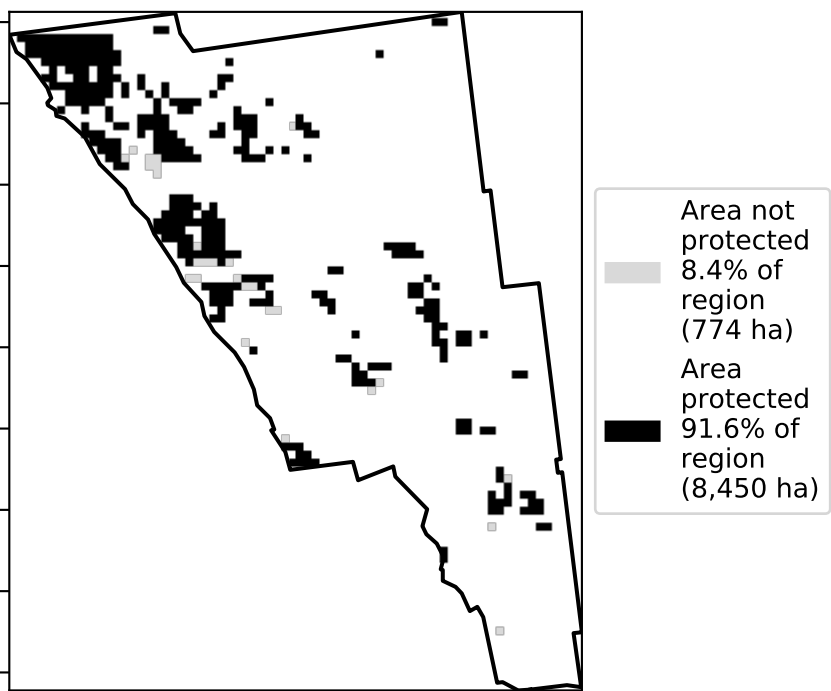 Area not
protected
8.4% of
region
(774 ha)
Area
protected
91.6% of
region
(8,450 ha)